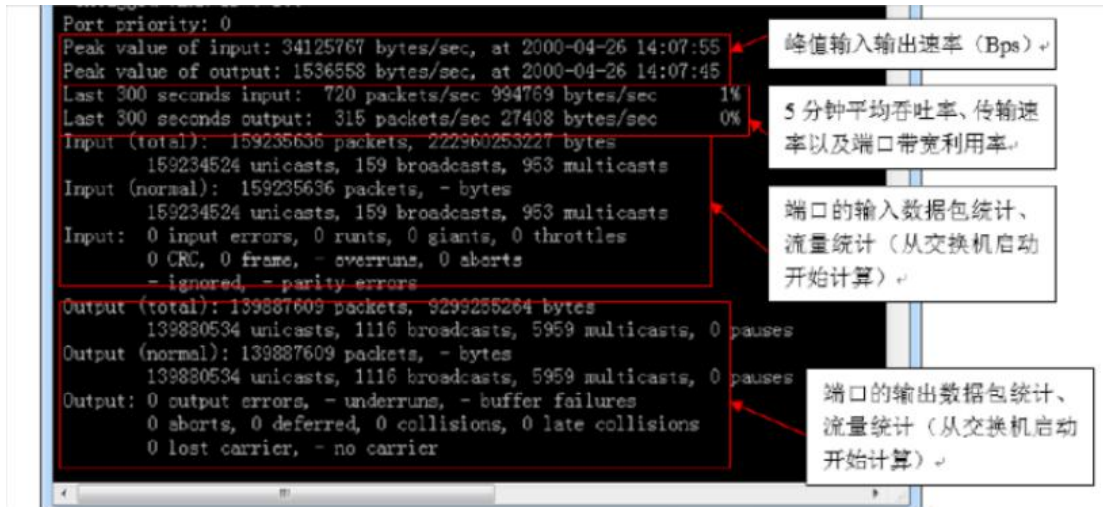 Port priority: 0
Peak value of input: 34125767 bytes/sec, at 2000-04-26 14:07:55
Peak value of output: 1536558 bytes/sec, at 2000-04-26 14:07:45
Last 300 seconds input: 720 packets/sec 994769 bytes/sec 1%
Last 300 seconds output: 315 packets/sec 27408 bytes/sec 0%
Input (total): 159235636 packets, 222960253227 bytes
159234524 unicasts, 159 broadcasts, 953 multicasts
Input (normal): 159235636 packets, - bytes
159234524 unicasts, 159 broadcasts, 953 multicasts
Input: 0 input errors, 0 runts, 0 giants, 0 throttles
0 CRC, 0 frame, - overruns, 0 aborts
- ignored, - parity errors
Output (total): 139887609 packets, 9299255264 bytes
139880534 unicasts, 1116 broadcasts, 5959 multicasts, 0 pauses
Output (normal): 139887609 packets, - bytes
139880534 unicasts, 1116 broadcasts, 5959 multicasts, 0 pauses
Output: 0 output errors, - underruns, - buffer failures
0 aborts, 0 deferred, 0 collisions, 0 late collisions
0 lost carrier, - no carrier
峰值输入输出速率（Bps）
5 分钟平均吞吐率、传输速
率以及端口带宽利用率
端口的输入数据包统计、
流量统计（从交换机启动
开始计算）
端口的输出数据包统计、
流量统计（从交换机启动
开始计算）